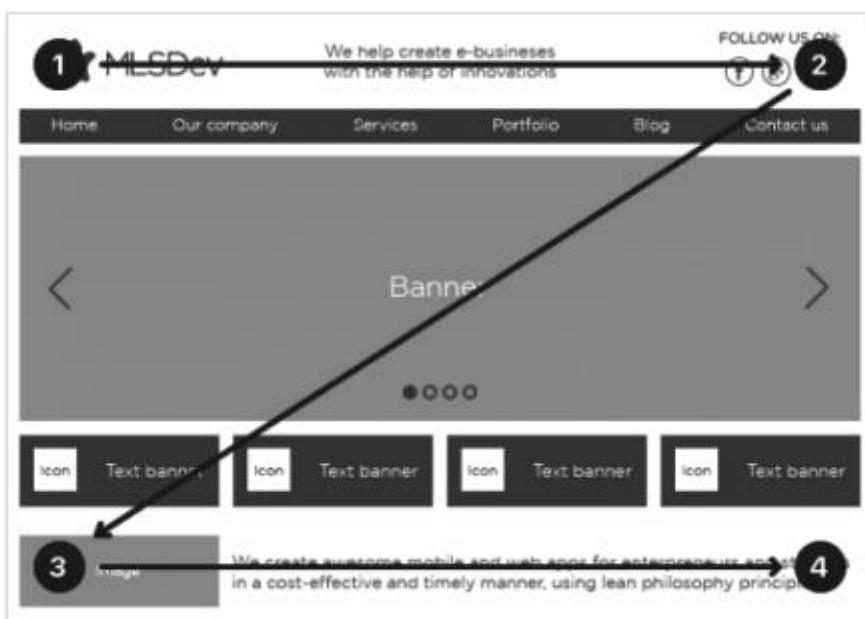 1 MLSDev
We help create e-busineses
with the help of innovations
FOLLOW US ON:
f g+ 2
Home Our company Services Portfolio Blog Contact us
Banner
Icon Text banner Icon Text banner Icon Text banner Icon Text banner
3 Image
We create awesome mobile and web apps for enterpreneurs and
in a cost-effective and timely manner, using lean philosophy
4